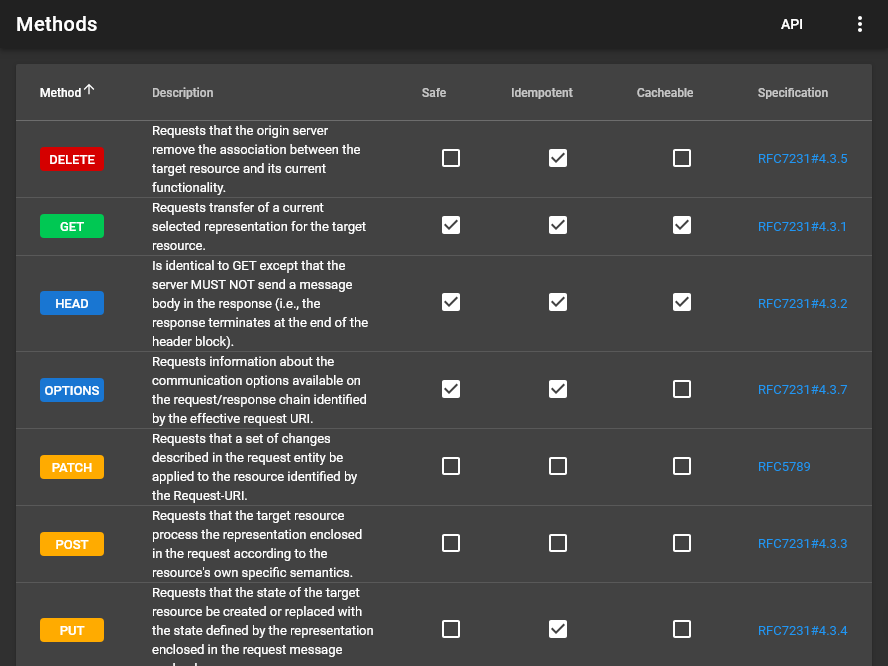 Methods
API
Method
Description
Safe
Idempotent
Cacheable
Specification
DELETE
Requests that the origin server
remove the association between the
target resource and its current
functionality.
RFC7231#4.3.5
GET
Requests transfer of a current
selected representation for the target
resource.
RFC7231#4.3.1
HEAD
Is identical to GET except that the
server MUST NOT send a message
body in the response (i.e., the
response terminates at the end of the
header block).
RFC7231#4.3.2
OPTIONS
Requests information about the
communication options available on
the request/response chain identified
by the effective request URI.
RFC7231#4.3.7
PATCH
Requests that a set of changes
described in the request entity be
applied to the resource identified by
the Request-URI.
RFC5789
POST
Requests that the target resource
process the representation enclosed
in the request according to the
resource's own specific semantics.
RFC7231#4.3.3
PUT
Requests that the state of the target
resource be created or replaced with
the state defined by the representation
enclosed in the request message
RFC7231#4.3.4